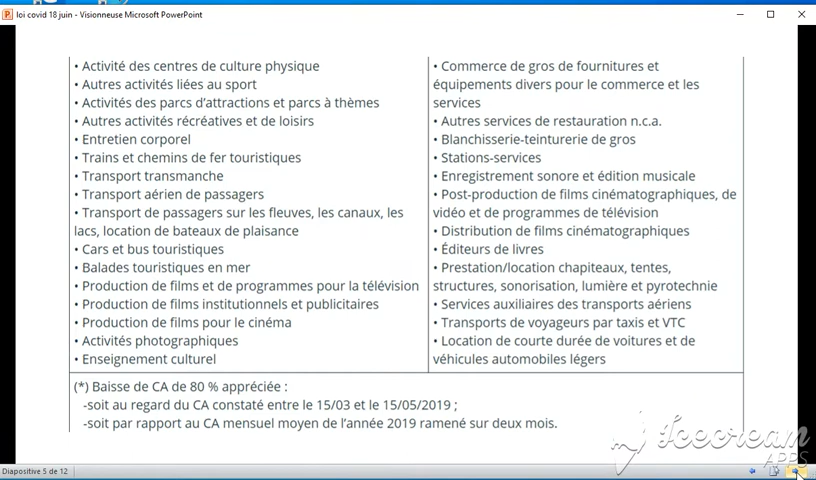 loi covid 18 juin - Visionneuse Microsoft PowerPoint
• Activité des centres de culture physique
• Autres activités liées au sport
• Activités des parcs d'attractions et parcs à thèmes
• Autres activités récréatives et de loisirs
• Entretien corporel
• Trains et chemins de fer touristiques
• Transport transmanche
• Transport aérien de passagers
• Transport de passagers sur les fleuves, les canaux, les
lacs, location de bateaux de plaisance
• Cars et bus touristiques
• Balades touristiques en mer
• Production de films et de programmes pour la télévision
• Production de films institutionnels et publicitaires
• Production de films pour le cinéma
• Activités photographiques
• Enseignement culturel
• Commerce de gros de fournitures et
équipements divers pour le commerce et les
services
• Autres services de restauration n.c.a.
• Blanchisserie-teinturerie de gros
• Stations-services
• Enregistrement sonore et édition musicale
• Post-production de films cinématographiques, de
vidéo et de programmes de télévision
• Distribution de films cinématographiques
• Éditeurs de livres
• Prestation/location chapiteaux, tentes,
structures, sonorisation, lumière et pyrotechnie
• Services auxiliaires des transports aériens
• Transports de voyageurs par taxis et VTC
• Location de courte durée de voitures et de
véhicules automobiles légers
(*) Baisse de CA de 80 % appréciée :
-soit au regard du CA constaté entre le 15/03 et le 15/05/2019 ;
-soit par rapport au CA mensuel moyen de l'année 2019 ramené sur deux mois.
Icecream
APPS
Diapositive 5 de 12